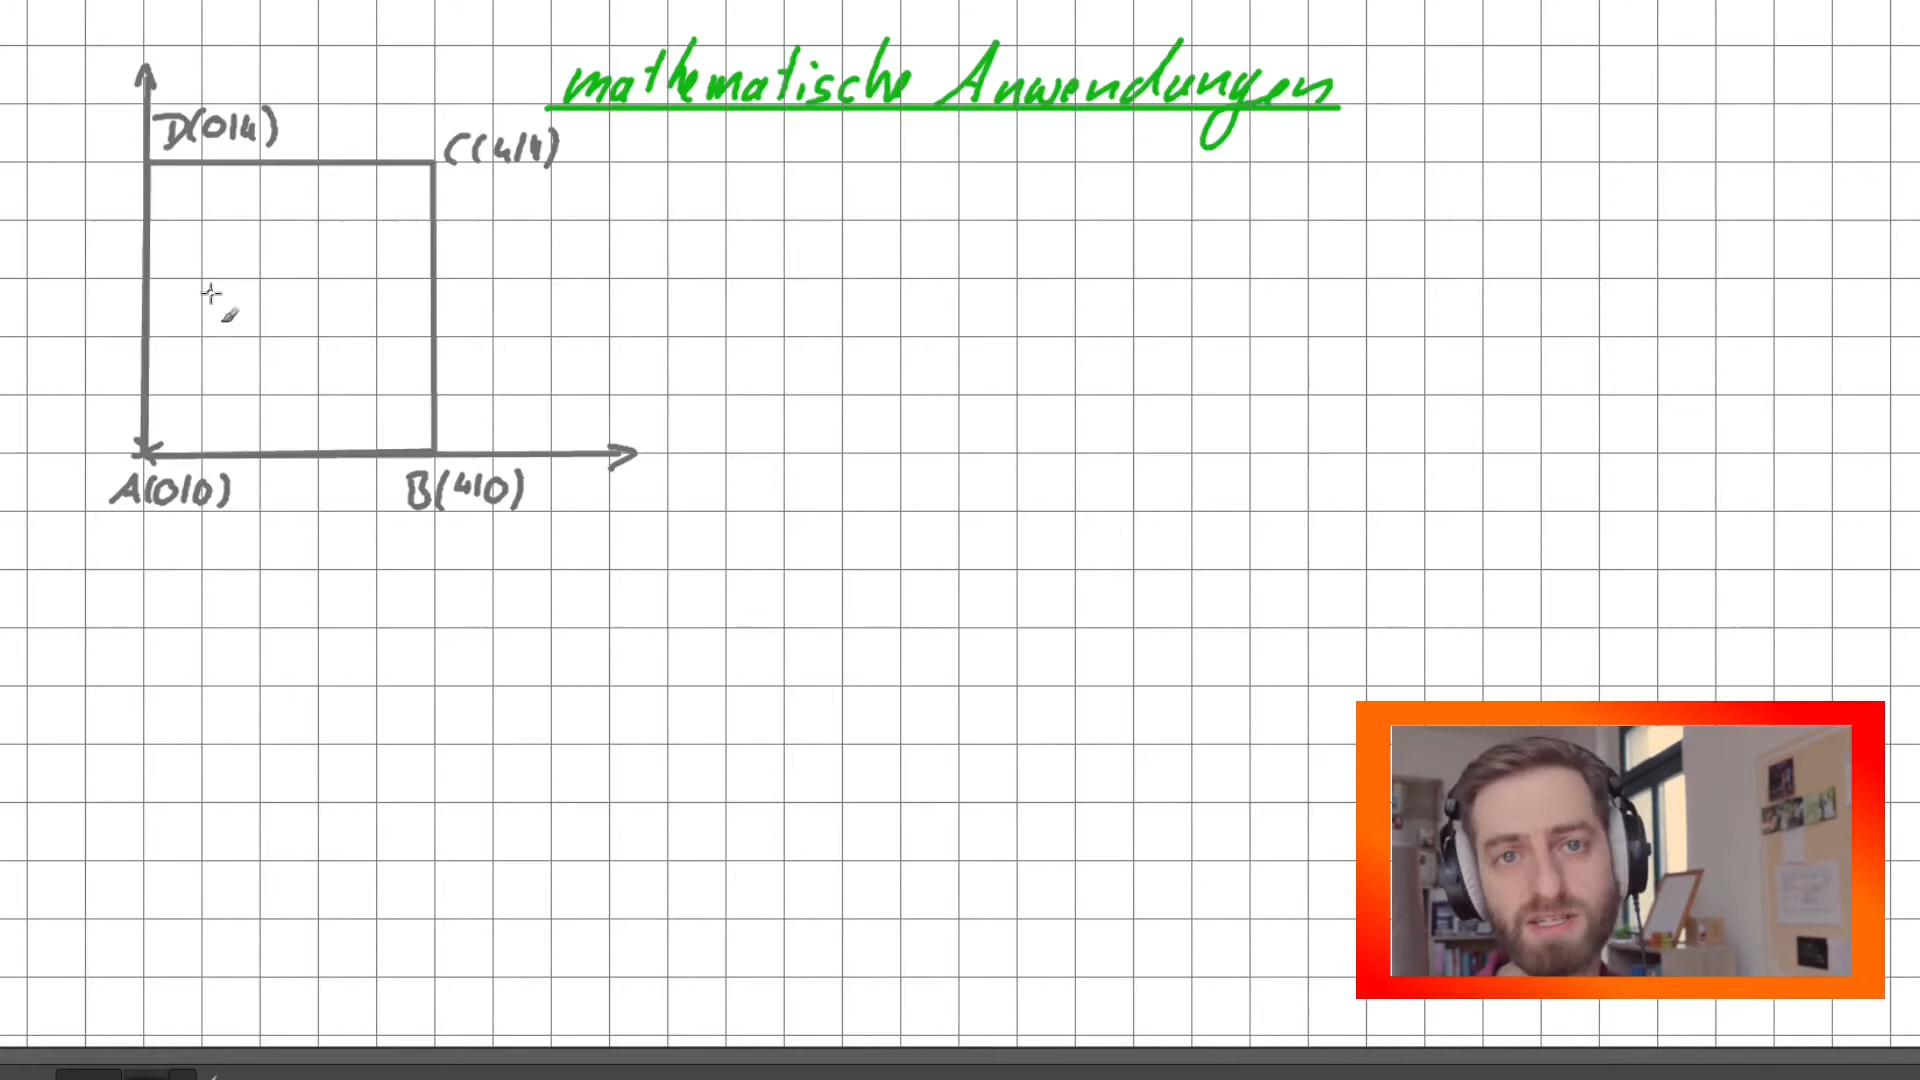 mathematische Anwendungen
D(0|4)
C(4|4)
A(0|0)
B(4|0)